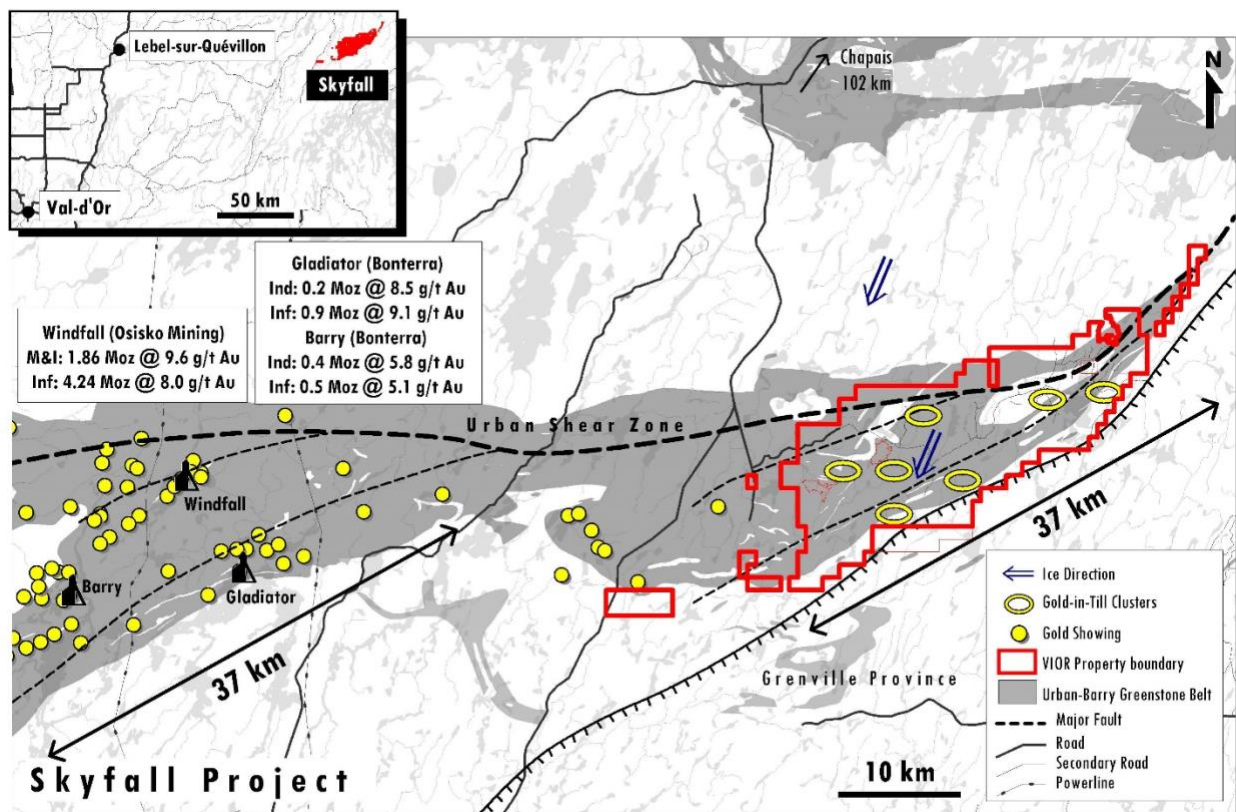 Lebel-sur-Quévillon
Skyfall
Val-d'Or
50 km
Chapais
102 km
N
Gladiator (Bonterra)
Ind: 0.2 Moz @ 8.5 g/t Au
Inf: 0.9 Moz @ 9.1 g/t Au
Barry (Bonterra)
Ind: 0.4 Moz @ 5.8 g/t Au
Inf: 0.5 Moz @ 5.1 g/t Au
Windfall (Osisko Mining)
M&I: 1.86 Moz @ 9.6 g/t Au
Inf: 4.24 Moz @ 8.0 g/t Au
Urban Shear Zone
Windfall
Barry
Gladiator
37 km
37 km
Grenville Province
Ice Direction
Gold-in-Till Clusters
Gold Showing
VIOR Property boundary
Urban-Barry Greenstone Belt
Major Fault
Road
Secondary Road
Powerline
Skyfall Project
10 km